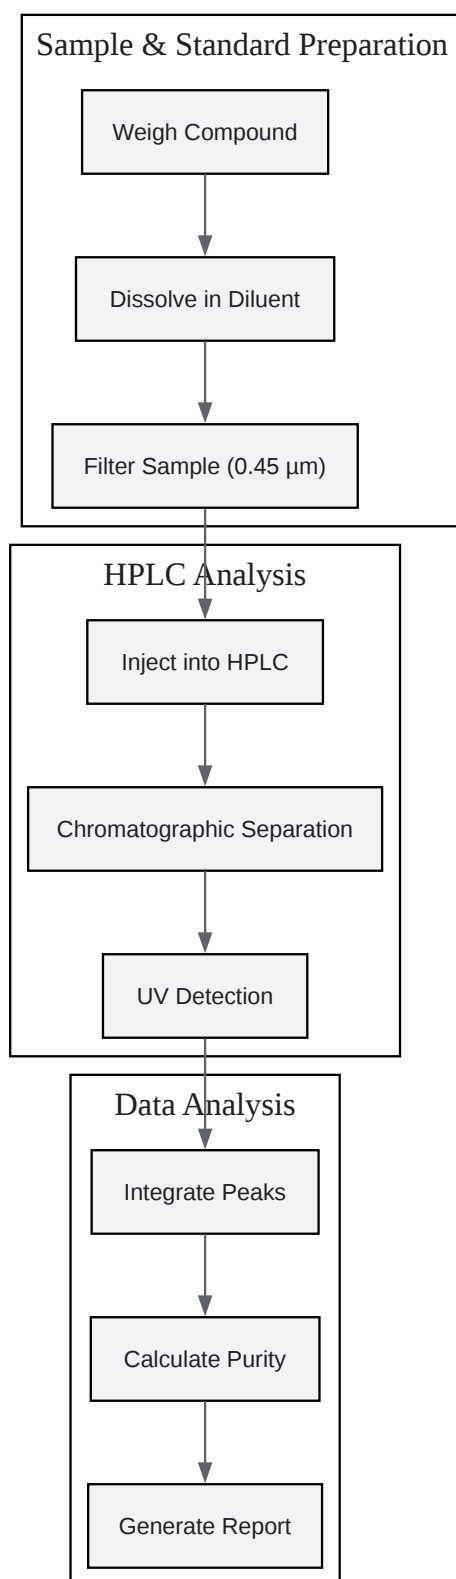 Sample & Standard Preparation
Weigh Compound
Dissolve in Diluent
Filter Sample (0.45 µm)
HPLC Analysis
Inject into HPLC
Chromatographic Separation
UV Detection
Data Analysis
Integrate Peaks
Calculate Purity
Generate Report